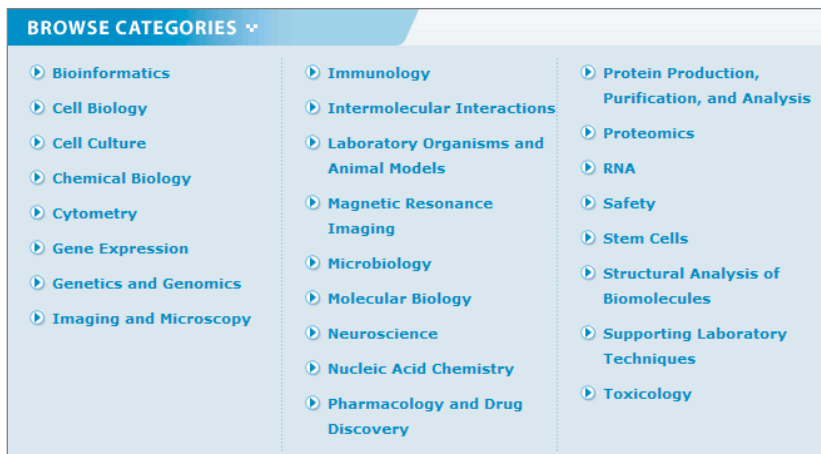 BROWSE CATEGORIES
Bioinformatics
Cell Biology
Cell Culture
Chemical Biology
Cytometry
Gene Expression
Genetics and Genomics
Imaging and Microscopy
Immunology
Intermolecular Interactions
Laboratory Organisms and
Animal Models
Magnetic Resonance
Imaging
Microbiology
Molecular Biology
Neuroscience
Nucleic Acid Chemistry
Pharmacology and Drug
Discovery
Protein Production,
Purification, and Analysis
Proteomics
RNA
Safety
Stem Cells
Structural Analysis of
Biomolecules
Supporting Laboratory
Techniques
Toxicology